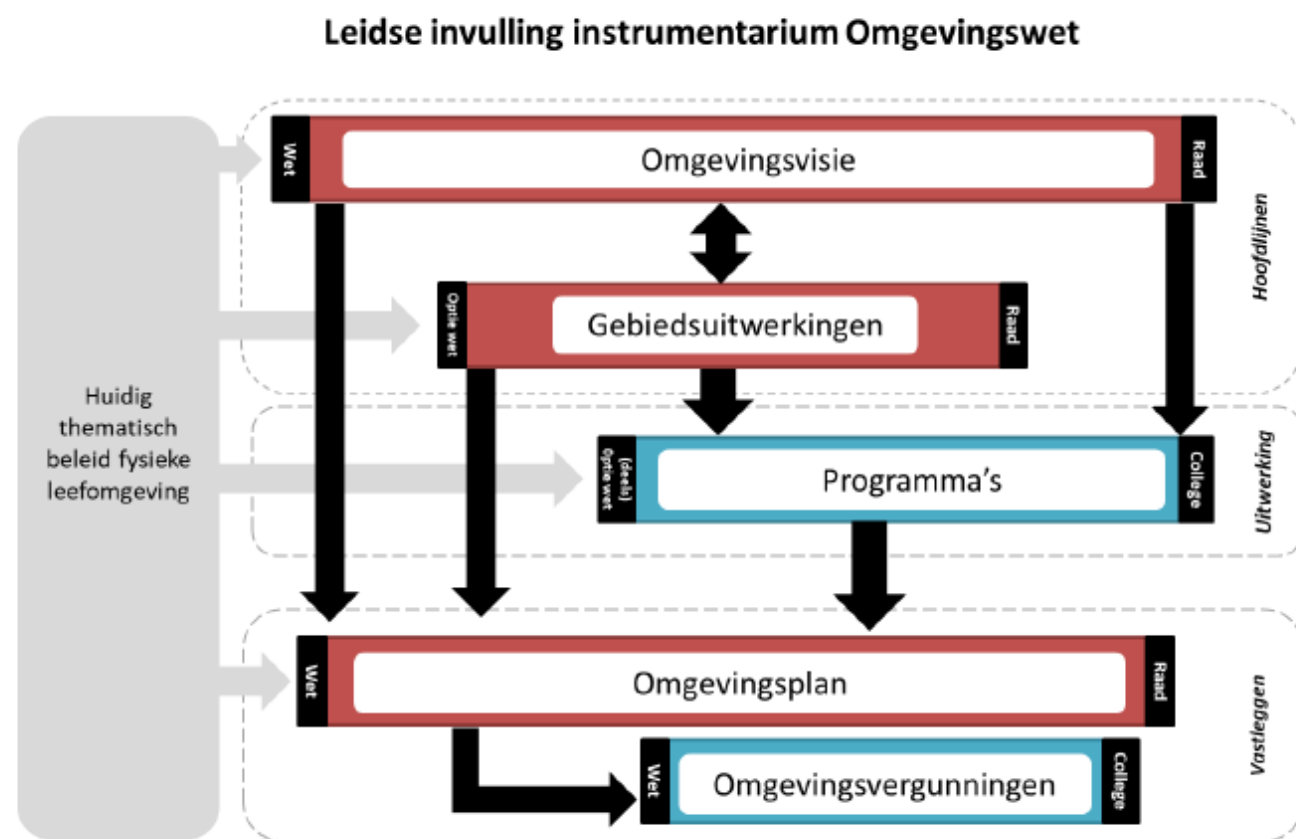 Leidse invulling instrumentarium Omgevingswet
Wet
Omgevingsvisie
Raad
Hoofdlijnen
Optie wet
Gebiedsuitwerkingen
Raad
Huidig
thematisch
beleid fysieke
leefomgeving
(deels)
Optie wet
Programma's
College
Uitwerking
Wet
Omgevingsplan
Raad
Vastleggen
Wet
Omgevingsvergunningen
College